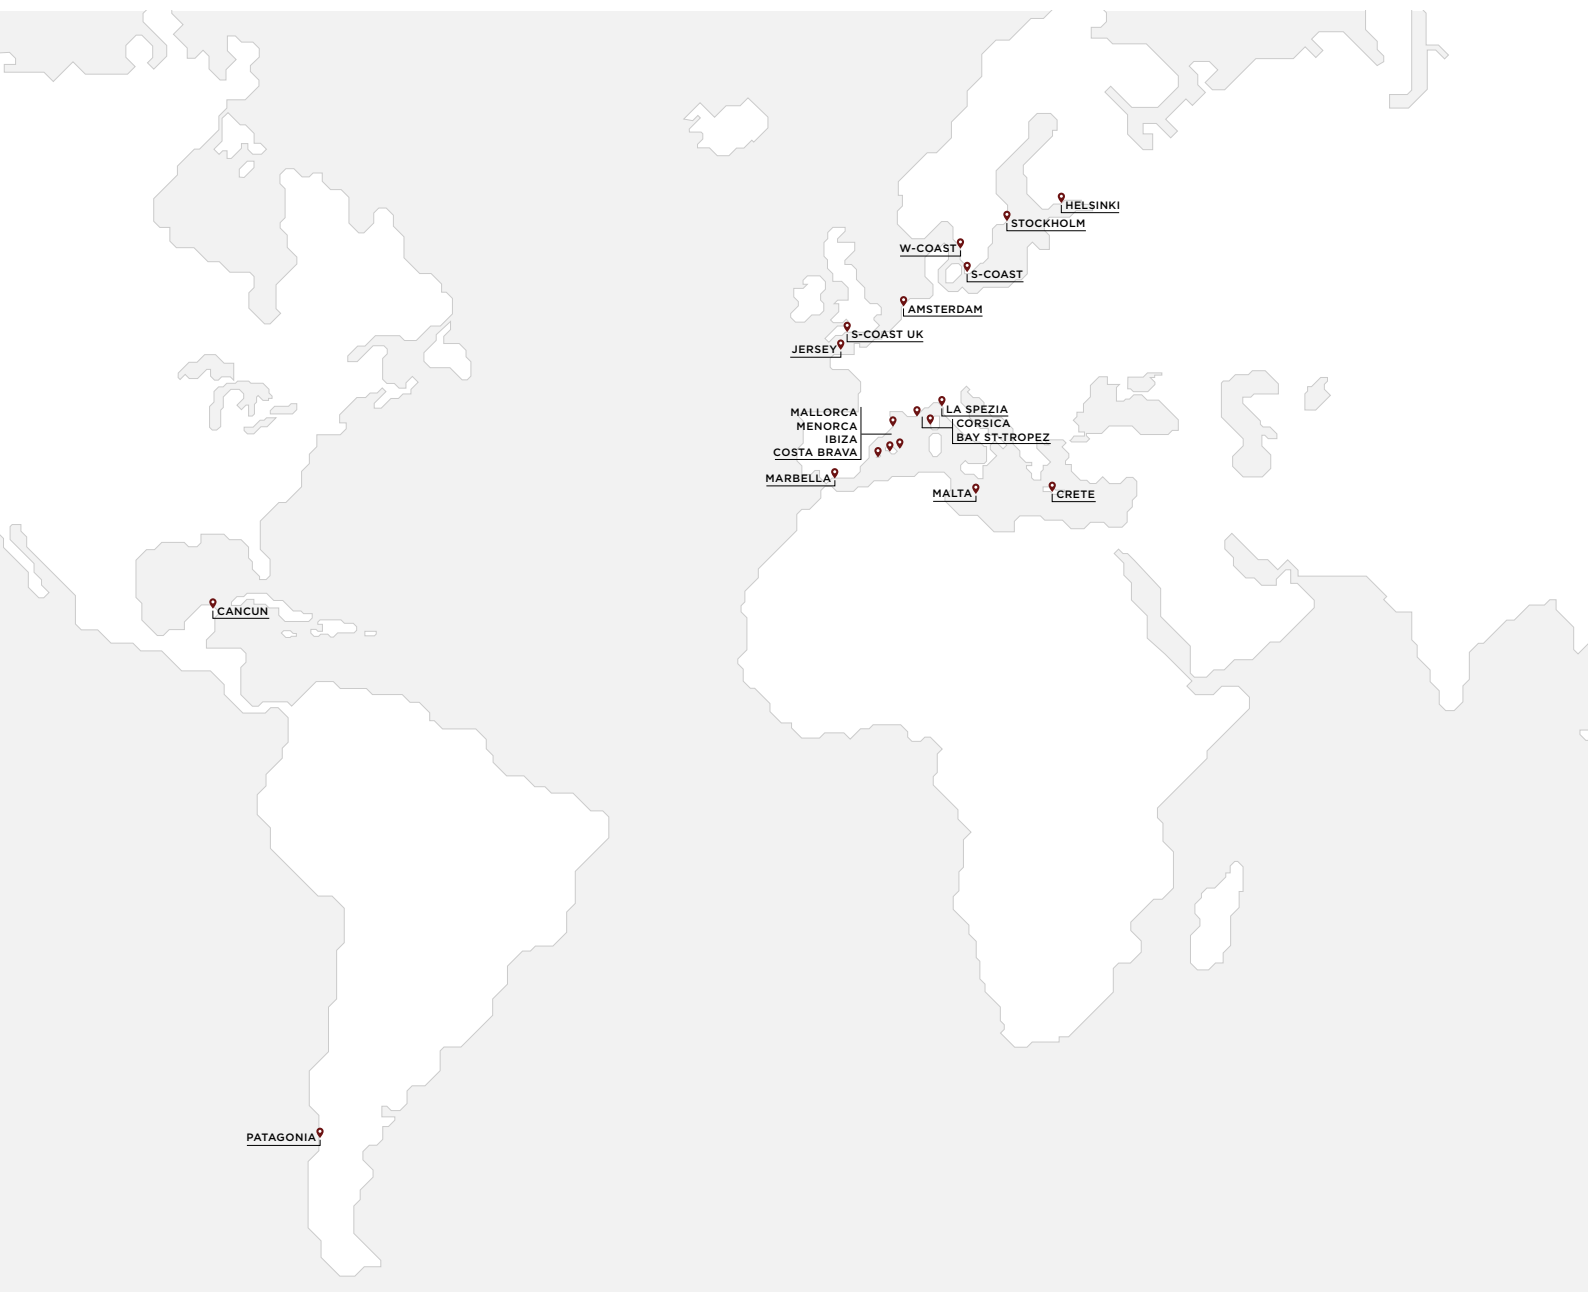 HELSINKI
STOCKHOLM
W-COAST
S-COAST
AMSTERDAM
S-COAST UK
JERSEY
MALLORCA
MENORCA
IBIZA
COSTA BRAVA
LA SPEZIA
CORSICA
BAY ST-TROPEZ
MARBELLA
MALTA
CRETE
CANCUN
PATAGONIA